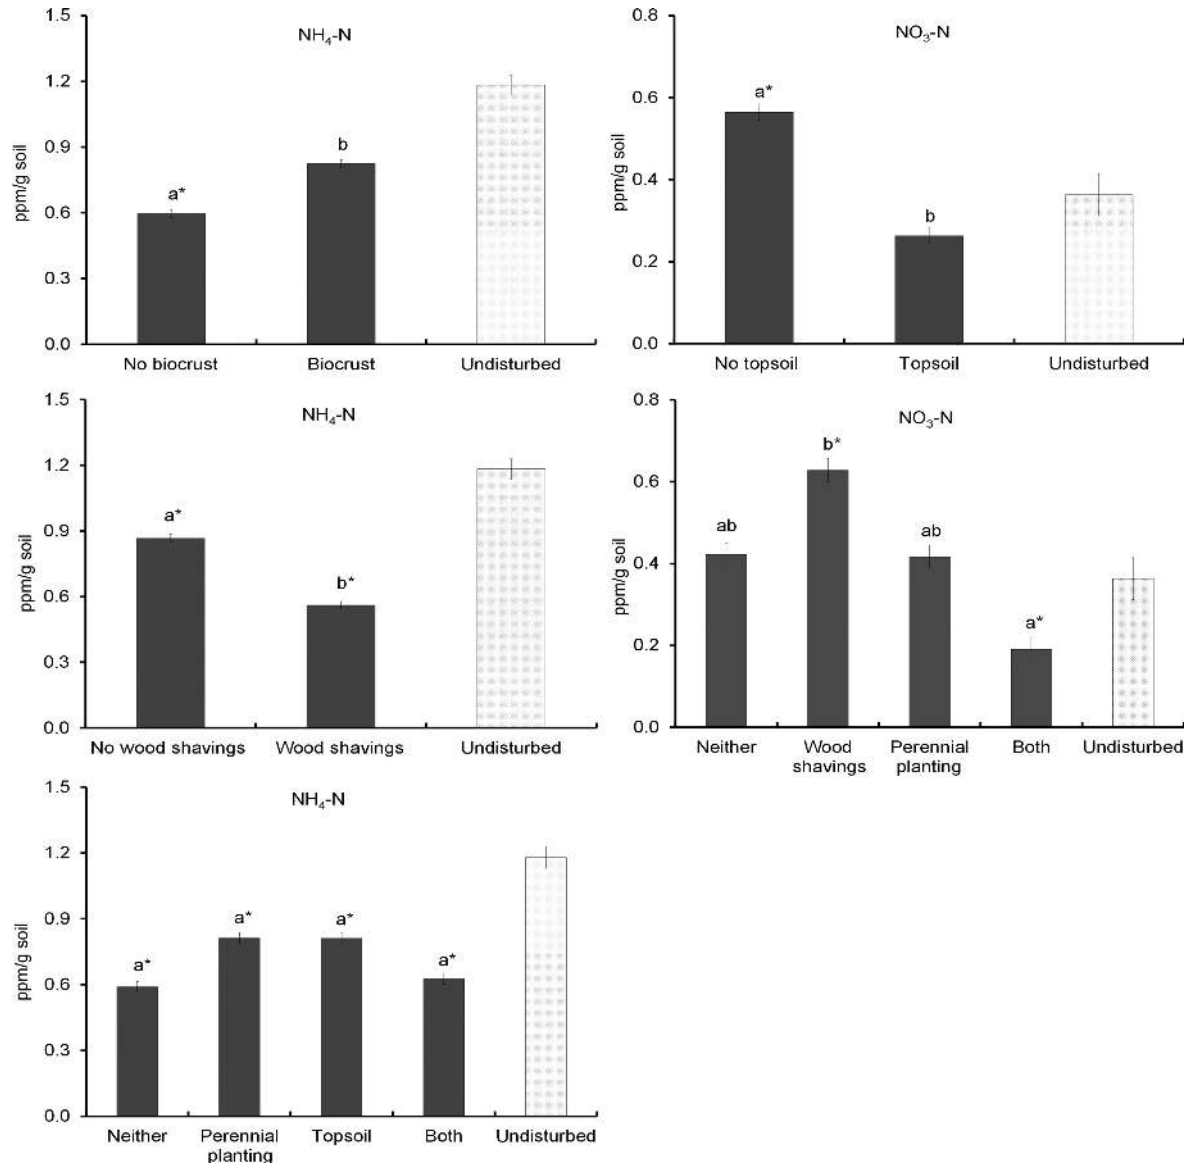 NH4-N
1.5
1.2
0.9
0.6
0.3
0.0
ppm/g soil
a*
b
No biocrust Biocrust Undisturbed
NO3-N
0.8
0.6
0.4
0.2
0.0
ppm/g soil
a*
b
No topsoil Topsoil Undisturbed
NH4-N
1.5
1.2
0.9
0.6
0.3
0.0
ppm/g soil
a*
b*
No wood shavings Wood shavings Undisturbed
NO3-N
0.8
0.6
0.4
0.2
0.0
ppm/g soil
ab
b*
ab
a*
Neither Wood Perennial Both Undisturbed
shavings planting
NH4-N
1.5
1.2
0.9
0.6
0.3
0.0
ppm/g soil
a*
a*
a*
a*
Neither Perennial Topsoil Both Undisturbed
planting